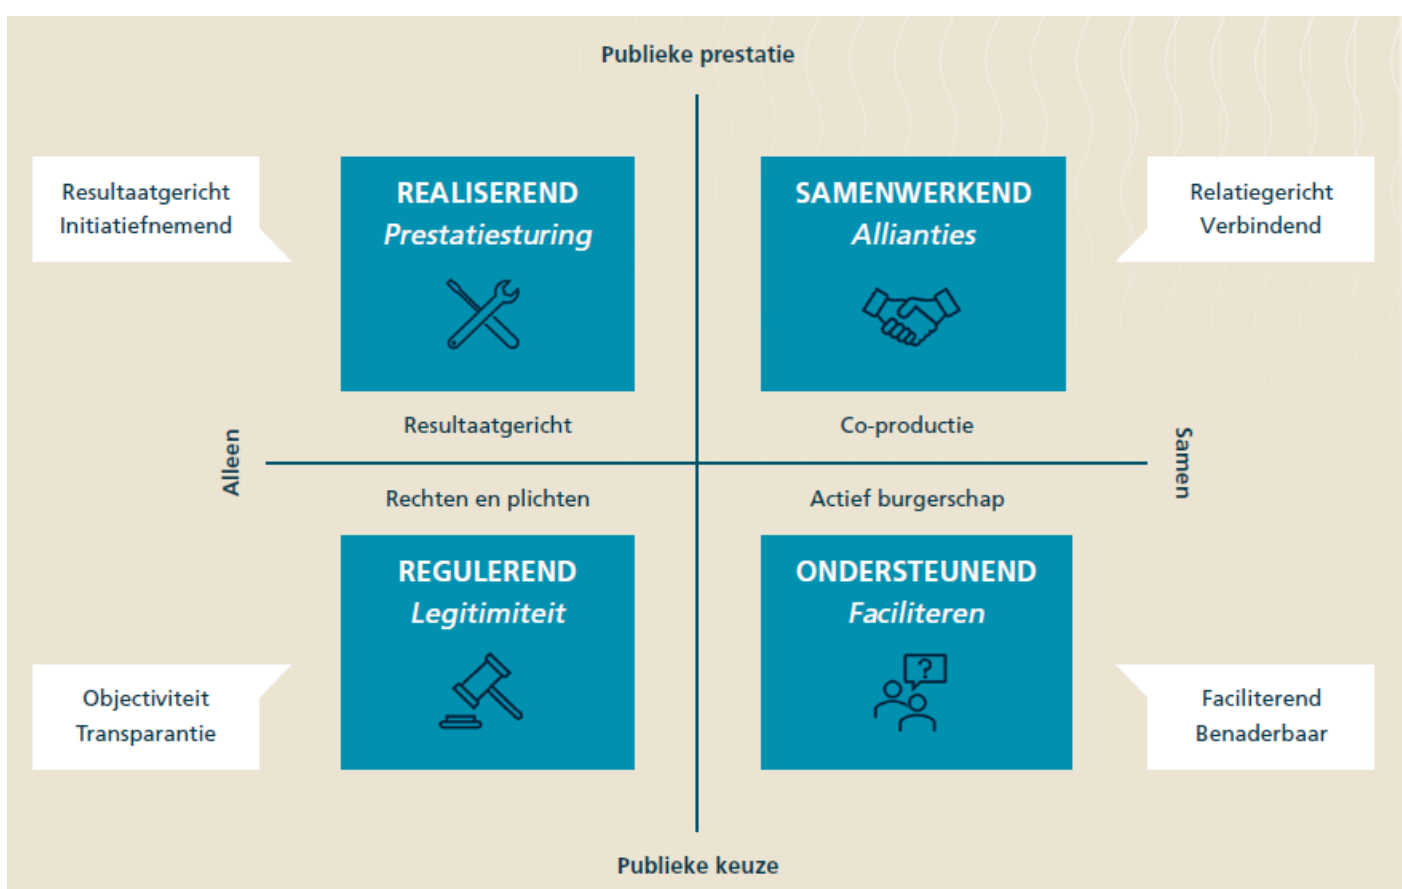 Publieke prestatie
Resultaatgericht
Initiatiefnemend
REALISEREND
Prestatiesturing
SAMENWERKEND
Allianties
Relatiegericht
Verbindend
Resultaatgericht
Co-productie
Alleen
Samen
Rechten en plichten
Actief burgerschap
REGULEREND
Legitimiteit
ONDERSTEUNEND
Faciliteren
?
Objectiviteit
Transparantie
Faciliterend
Benaderbaar
Publieke keuze